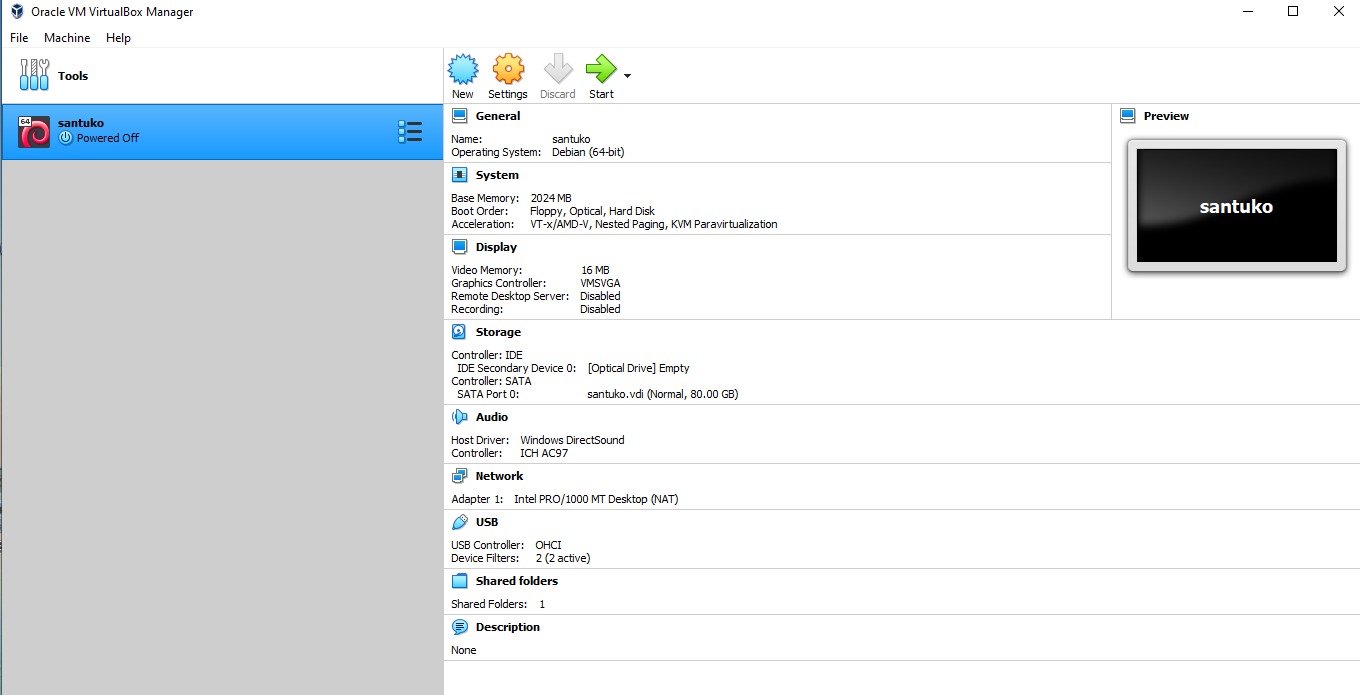 Oracle VM VirtualBox Manager
File Machine Help
Tools
New Settings Discard Start
64
santuko
Powered Off
General
Name: santuko
Operating System: Debian (64-bit)
System
Base Memory: 2024 MB
Boot Order: Floppy, Optical, Hard Disk
Acceleration: VT-x/AMD-V, Nested Paging, KVM Paravirtualization
Display
Video Memory: 16 MB
Graphics Controller: VMSVGA
Remote Desktop Server: Disabled
Recording: Disabled
Preview
santuko
Storage
Controller: IDE
IDE Secondary Device 0: [Optical Drive] Empty
Controller: SATA
SATA Port 0: santuko.vdi (Normal, 80.00 GB)
Audio
Host Driver: Windows DirectSound
Controller: ICH AC97
Network
Adapter 1: Intel PRO/1000 MT Desktop (NAT)
USB
USB Controller: OHCI
Device Filters: 2 (2 active)
Shared folders
Shared Folders: 1
Description
None